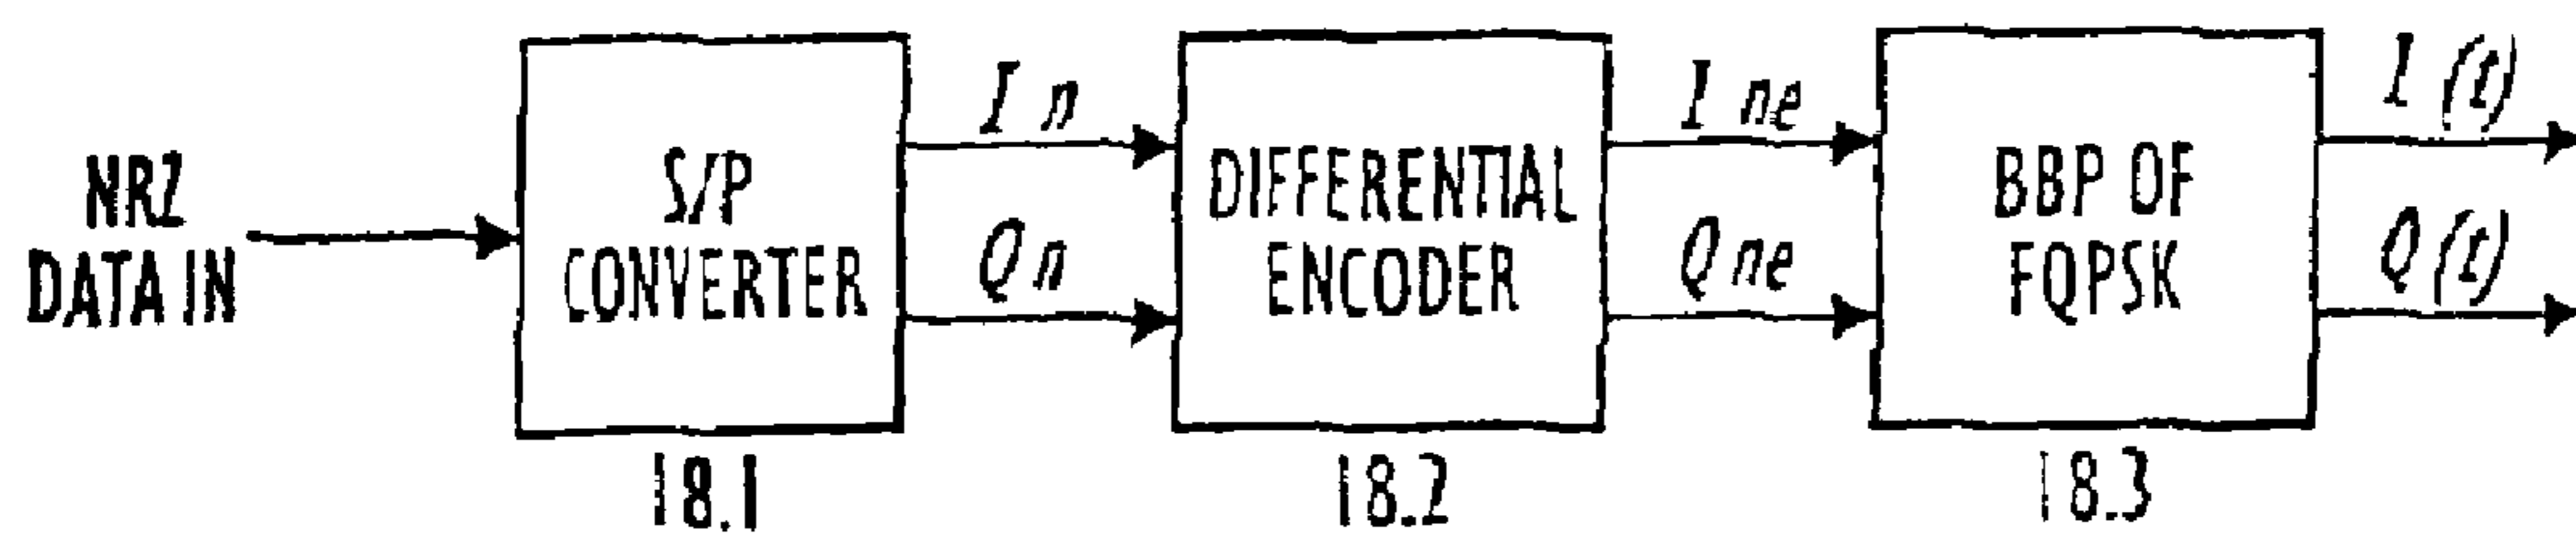 NRZ
DATA IN
S/P
CONVERTER
18.1
I n
Q n
DIFFERENTIAL
ENCODER
18.2
I ne
Q ne
BBP OF
FQPSK
18.3
I (t)
Q (t)